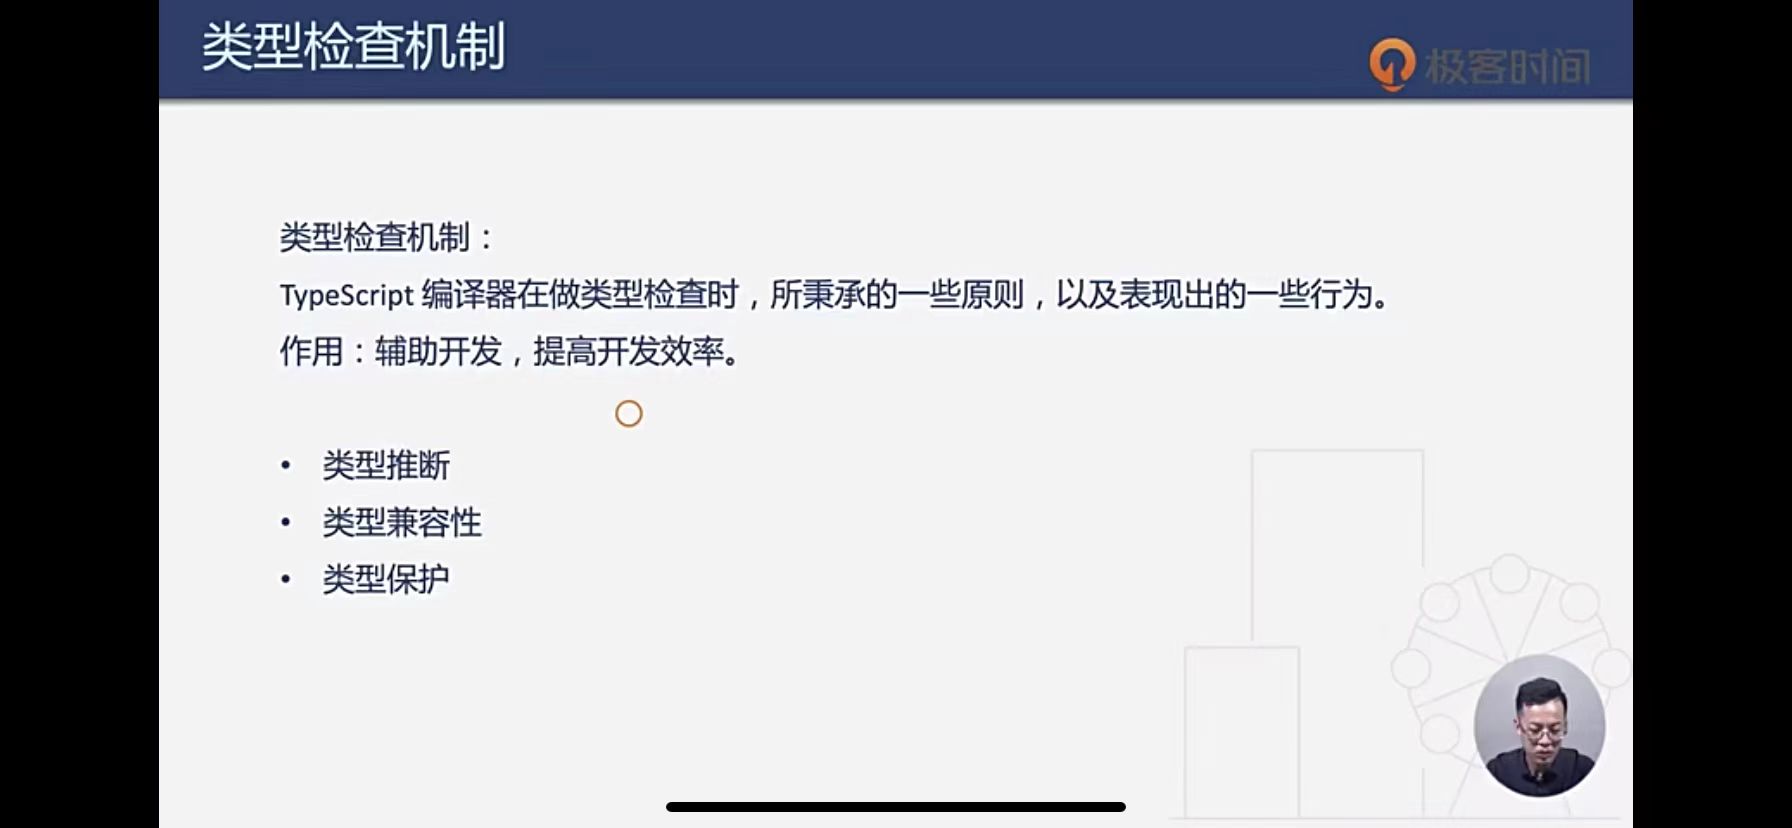 类型检查机制
极客时间
类型检查机制：
TypeScript 编译器在做类型检查时，所秉承的一些原则，以及表现出的一些行为。
作用：辅助开发，提高开发效率。
• 类型推断
• 类型兼容性
• 类型保护